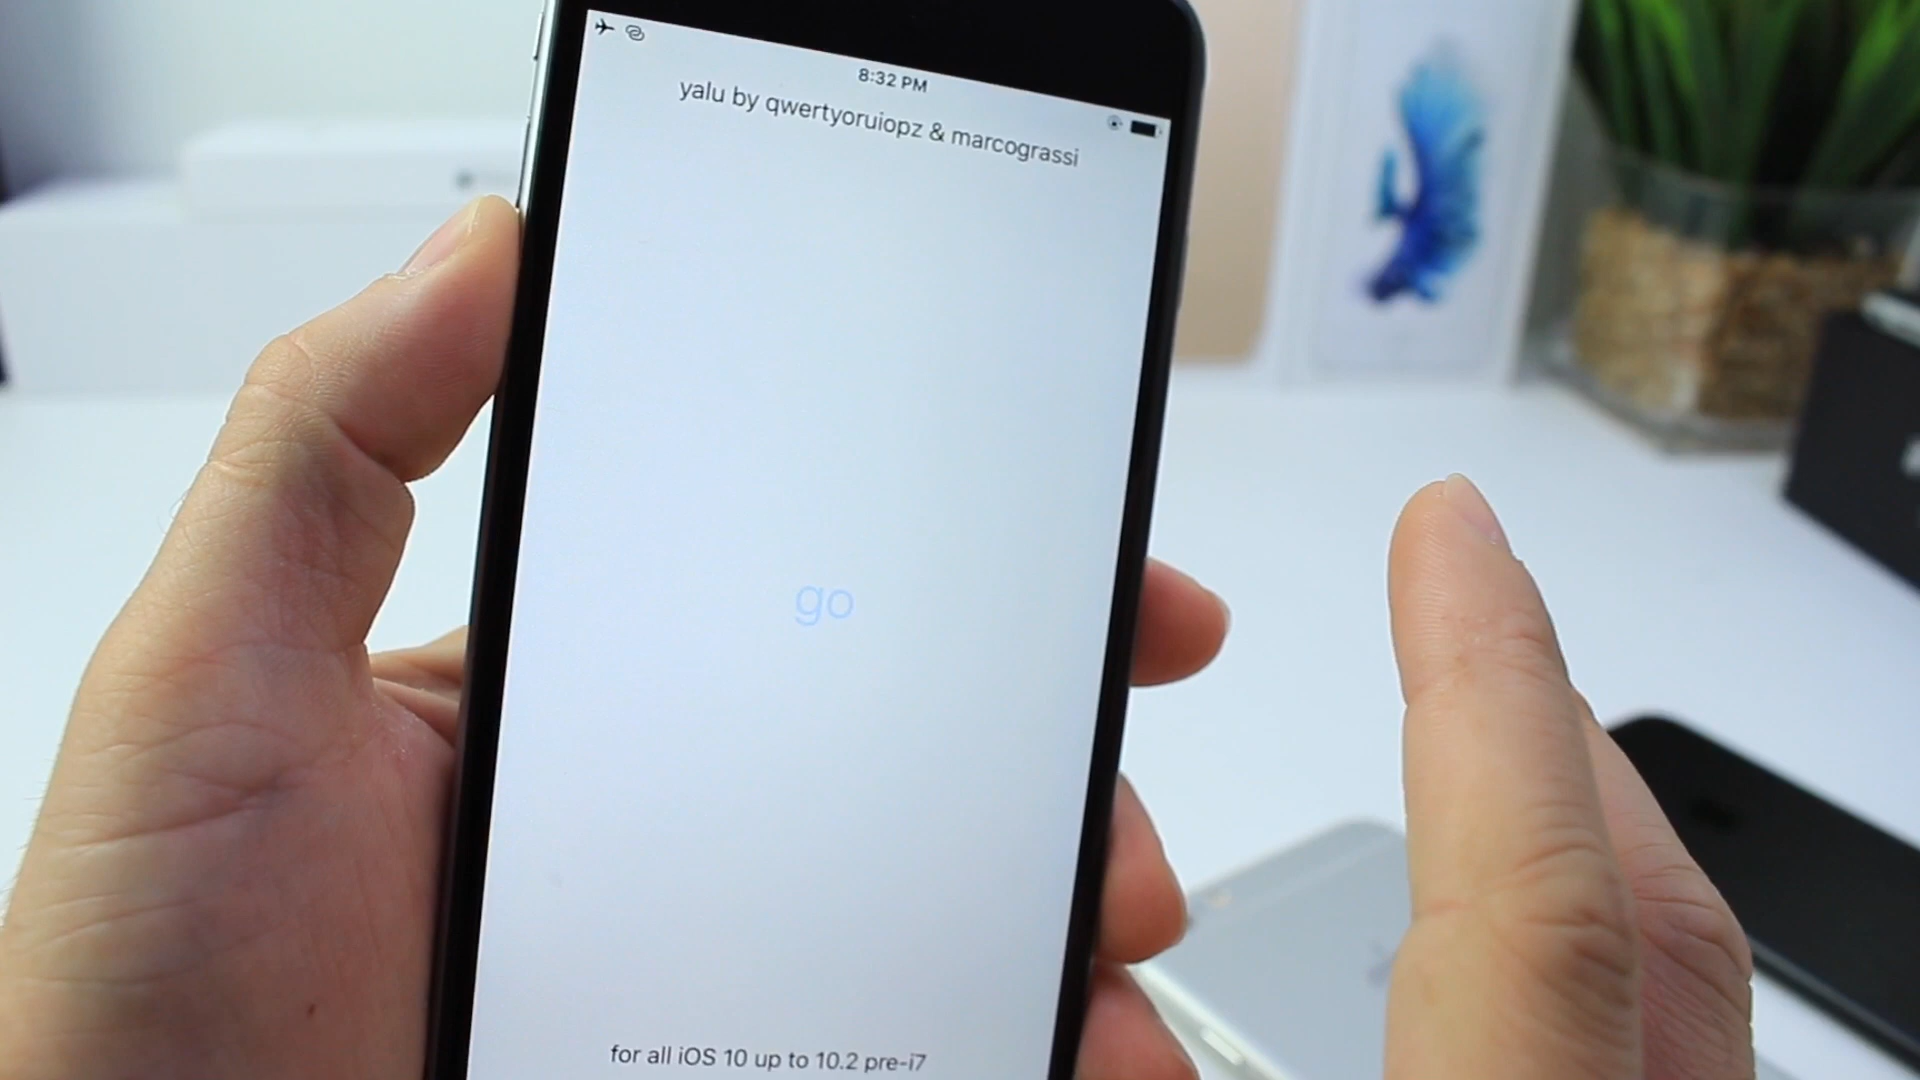 8:32 PM
yalu by qwertyoruiopz & marcograssi
go
for all iOS 10 up to 10.2 pre-i7